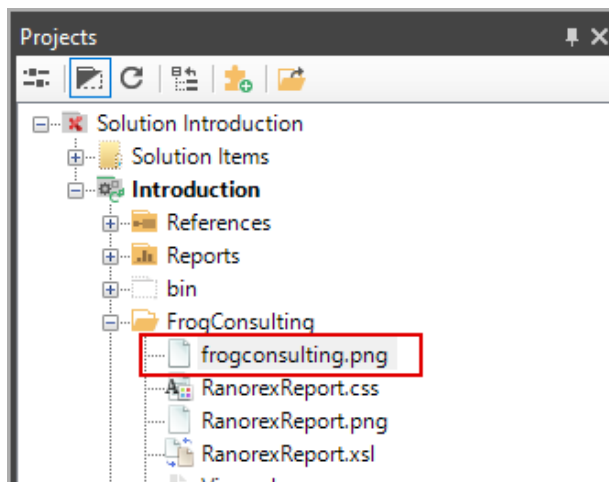 Projects
Solution Introduction
Solution Items
Introduction
References
Reports
bin
FrogConsulting
frogconsulting.png
RanorexReport.css
RanorexReport.png
RanorexReport.xsl